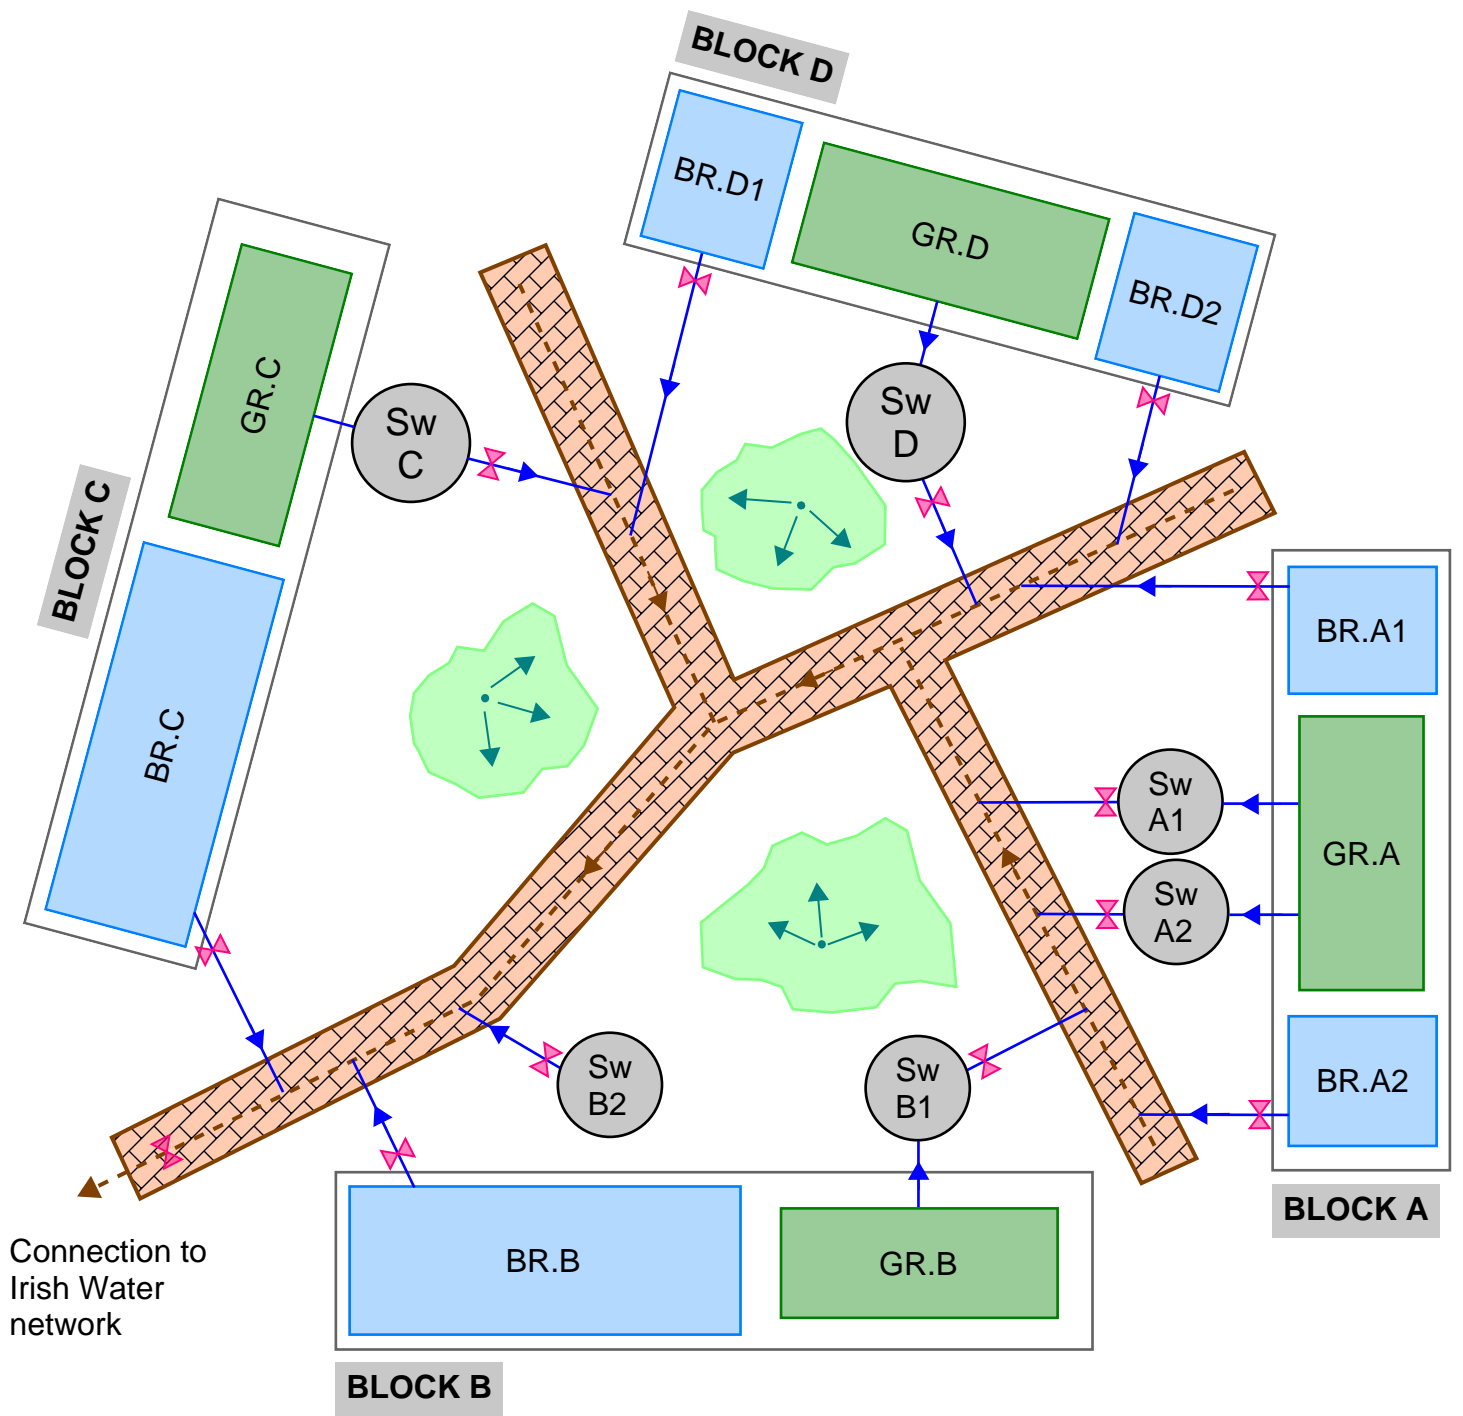 BLOCK D
BR.D1
GR.D
BR.D2
GR.C
Sw
C
Sw
D
BLOCK C
BR.C
BR.A1
Sw
A1
GR.A
Sw
A2
Sw
B2
Sw
B1
BR.A2
BLOCK A
Connection to
Irish Water
network
BR.B
GR.B
BLOCK B